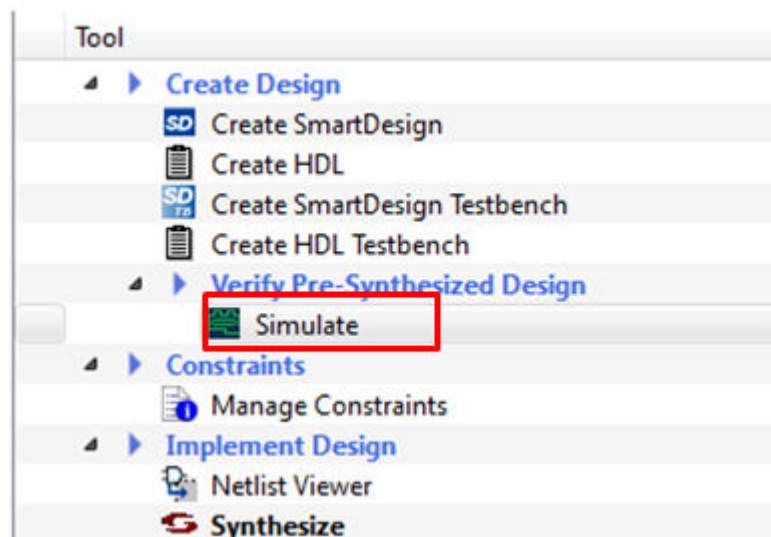 Tool
Create Design
SD Create SmartDesign
Create HDL
SD TB Create SmartDesign Testbench
Create HDL Testbench
Verify Pre-Synthesized Design
Simulate
Constraints
Manage Constraints
Implement Design
Netlist Viewer
Synthesize